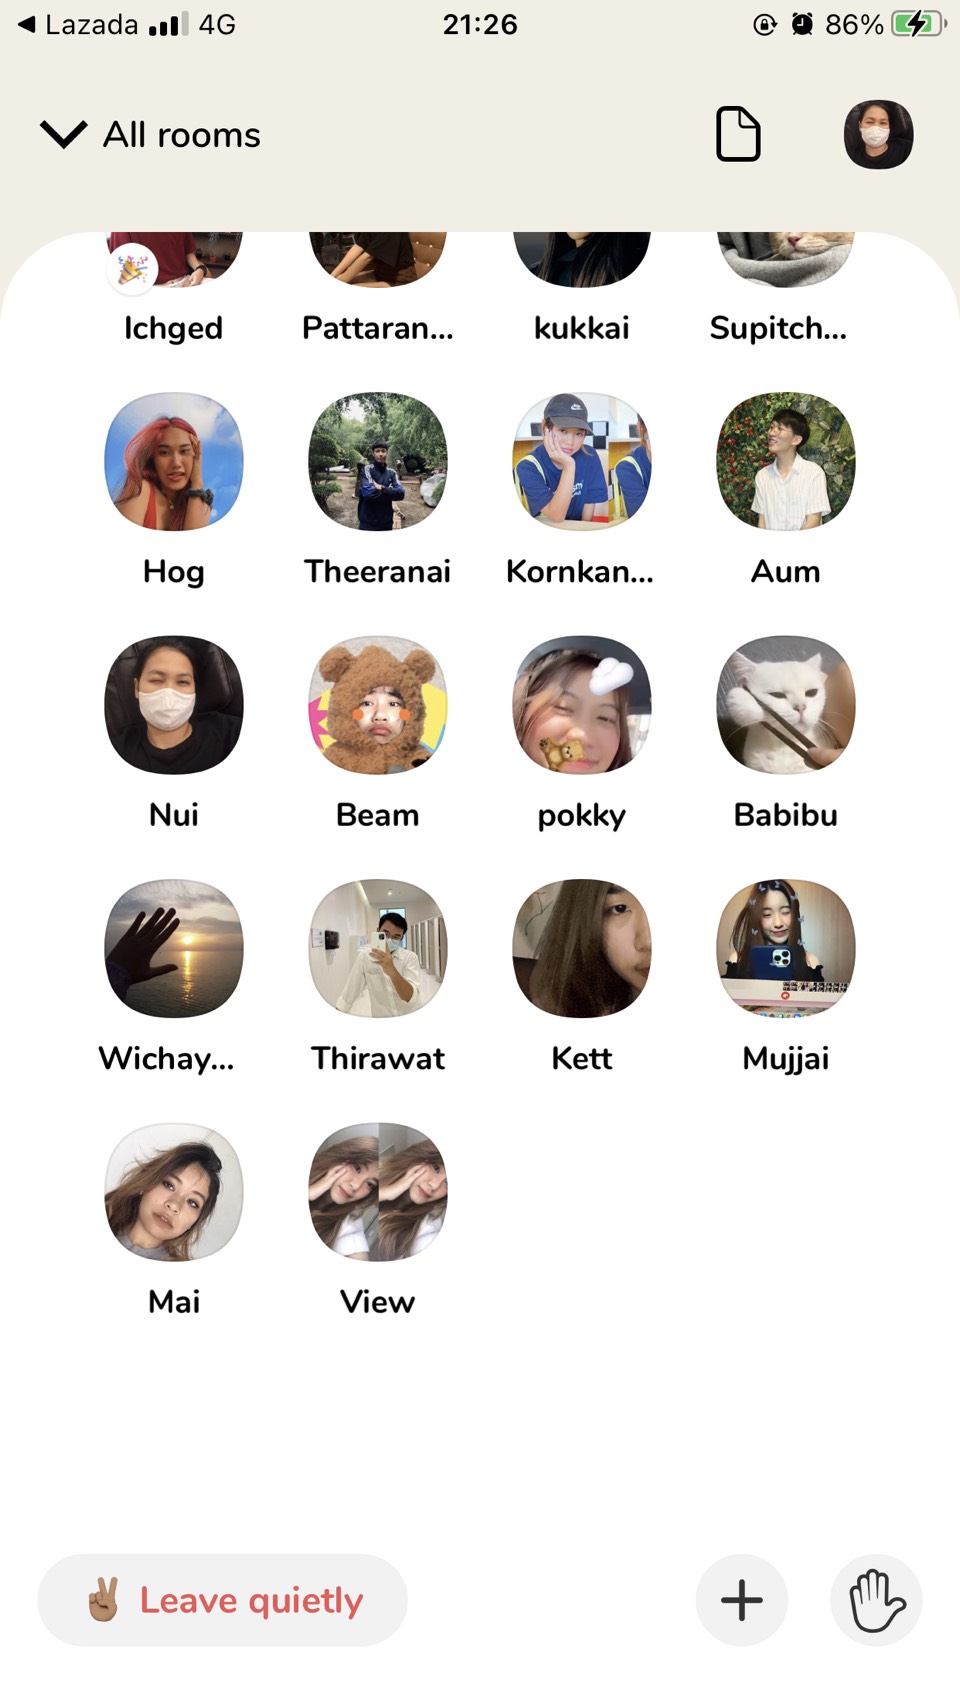 Lazada 4G 21:26 86%
All rooms
Ichged Pattaran... kukkai Supitch...
Hog Theeranai Kornkan... Aum
Nui Beam pokky Babibu
Wichay... Thirawat Kett Mujjai
Mai View
Leave quietly